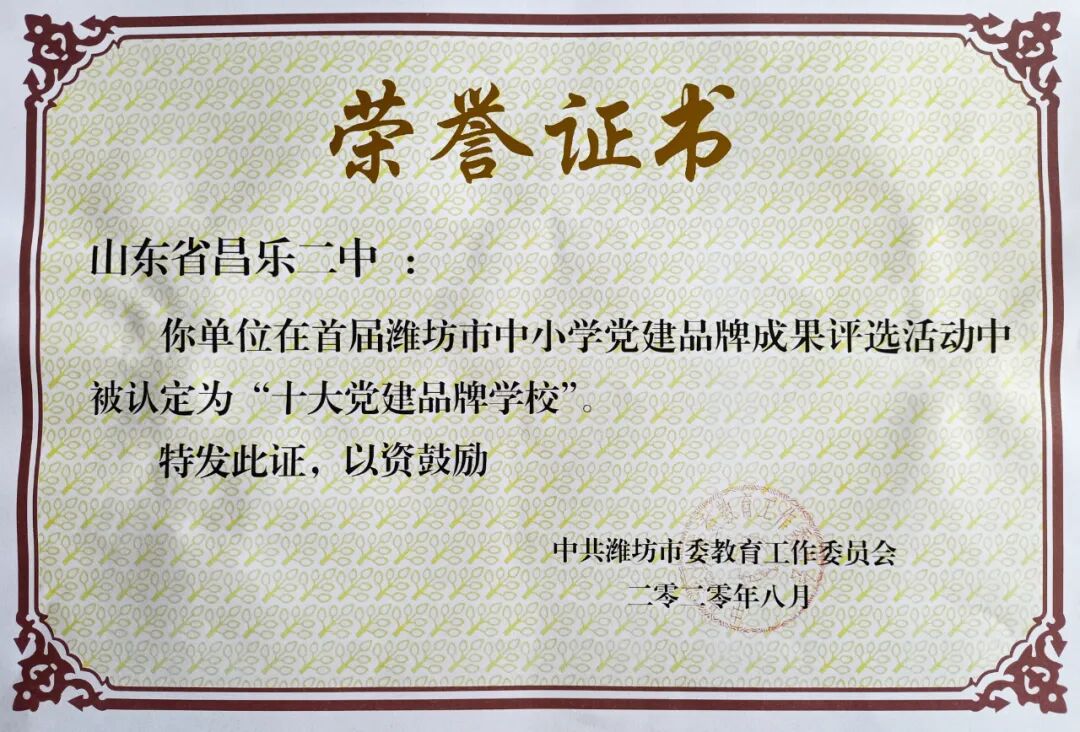 荣誉证书
山东省昌乐二中：
你单位在首届潍坊市中小学党建品牌成果评选活动中
被认定为“十大党建品牌学校”。
特发此证，以资鼓励
中共潍坊市委教育工作委员会
二零二零年八月